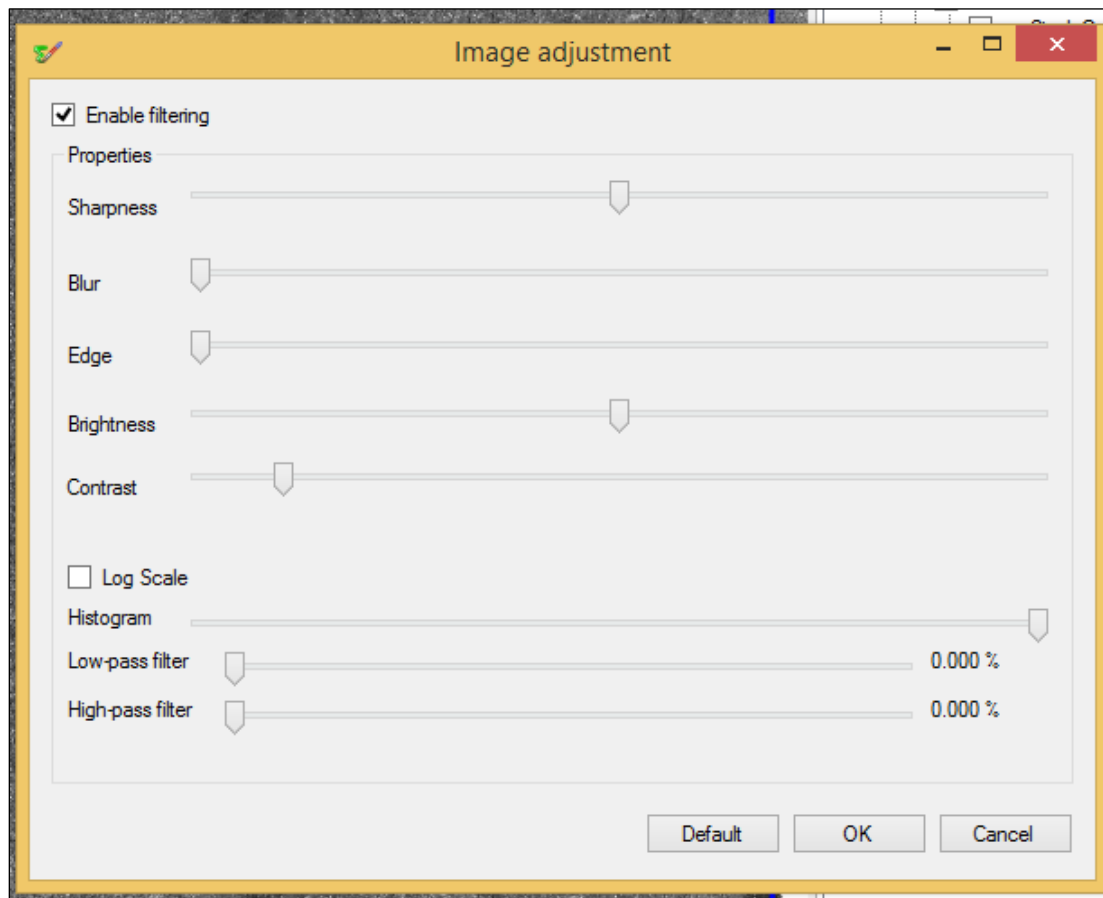 Image adjustment
Enable filtering
Properties
Sharpness
Blur
Edge
Brightness
Contrast
Log Scale
Histogram
Low-pass filter 0.000 %
High-pass filter 0.000 %
Default OK Cancel